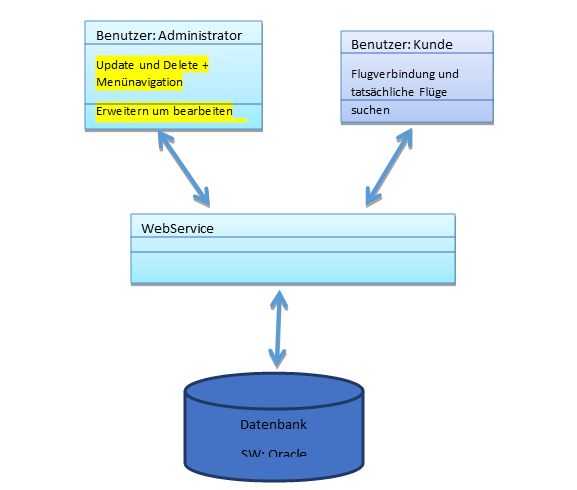 Benutzer: Administrator
Update und Delete +
Menünavigation
Erweitern um bearbeiten
Benutzer: Kunde
Flugverbindung und
tatsächliche Flüge
suchen
WebService
Datenbank
SW: Oracle